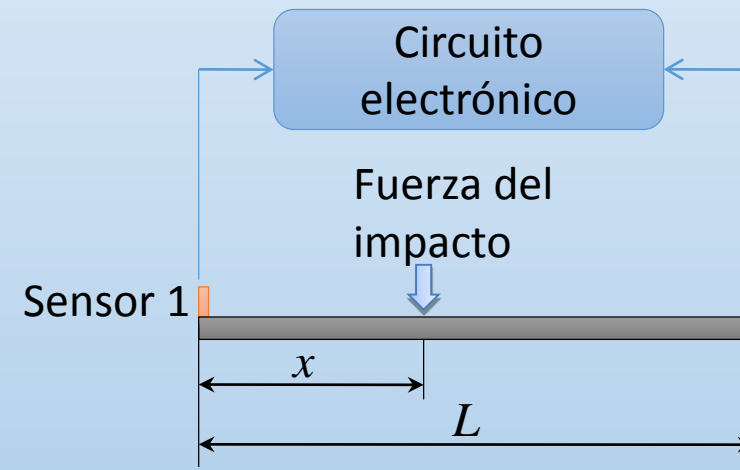 Circuito
electrónico
Fuerza del
impacto
Sensor 1
x
L